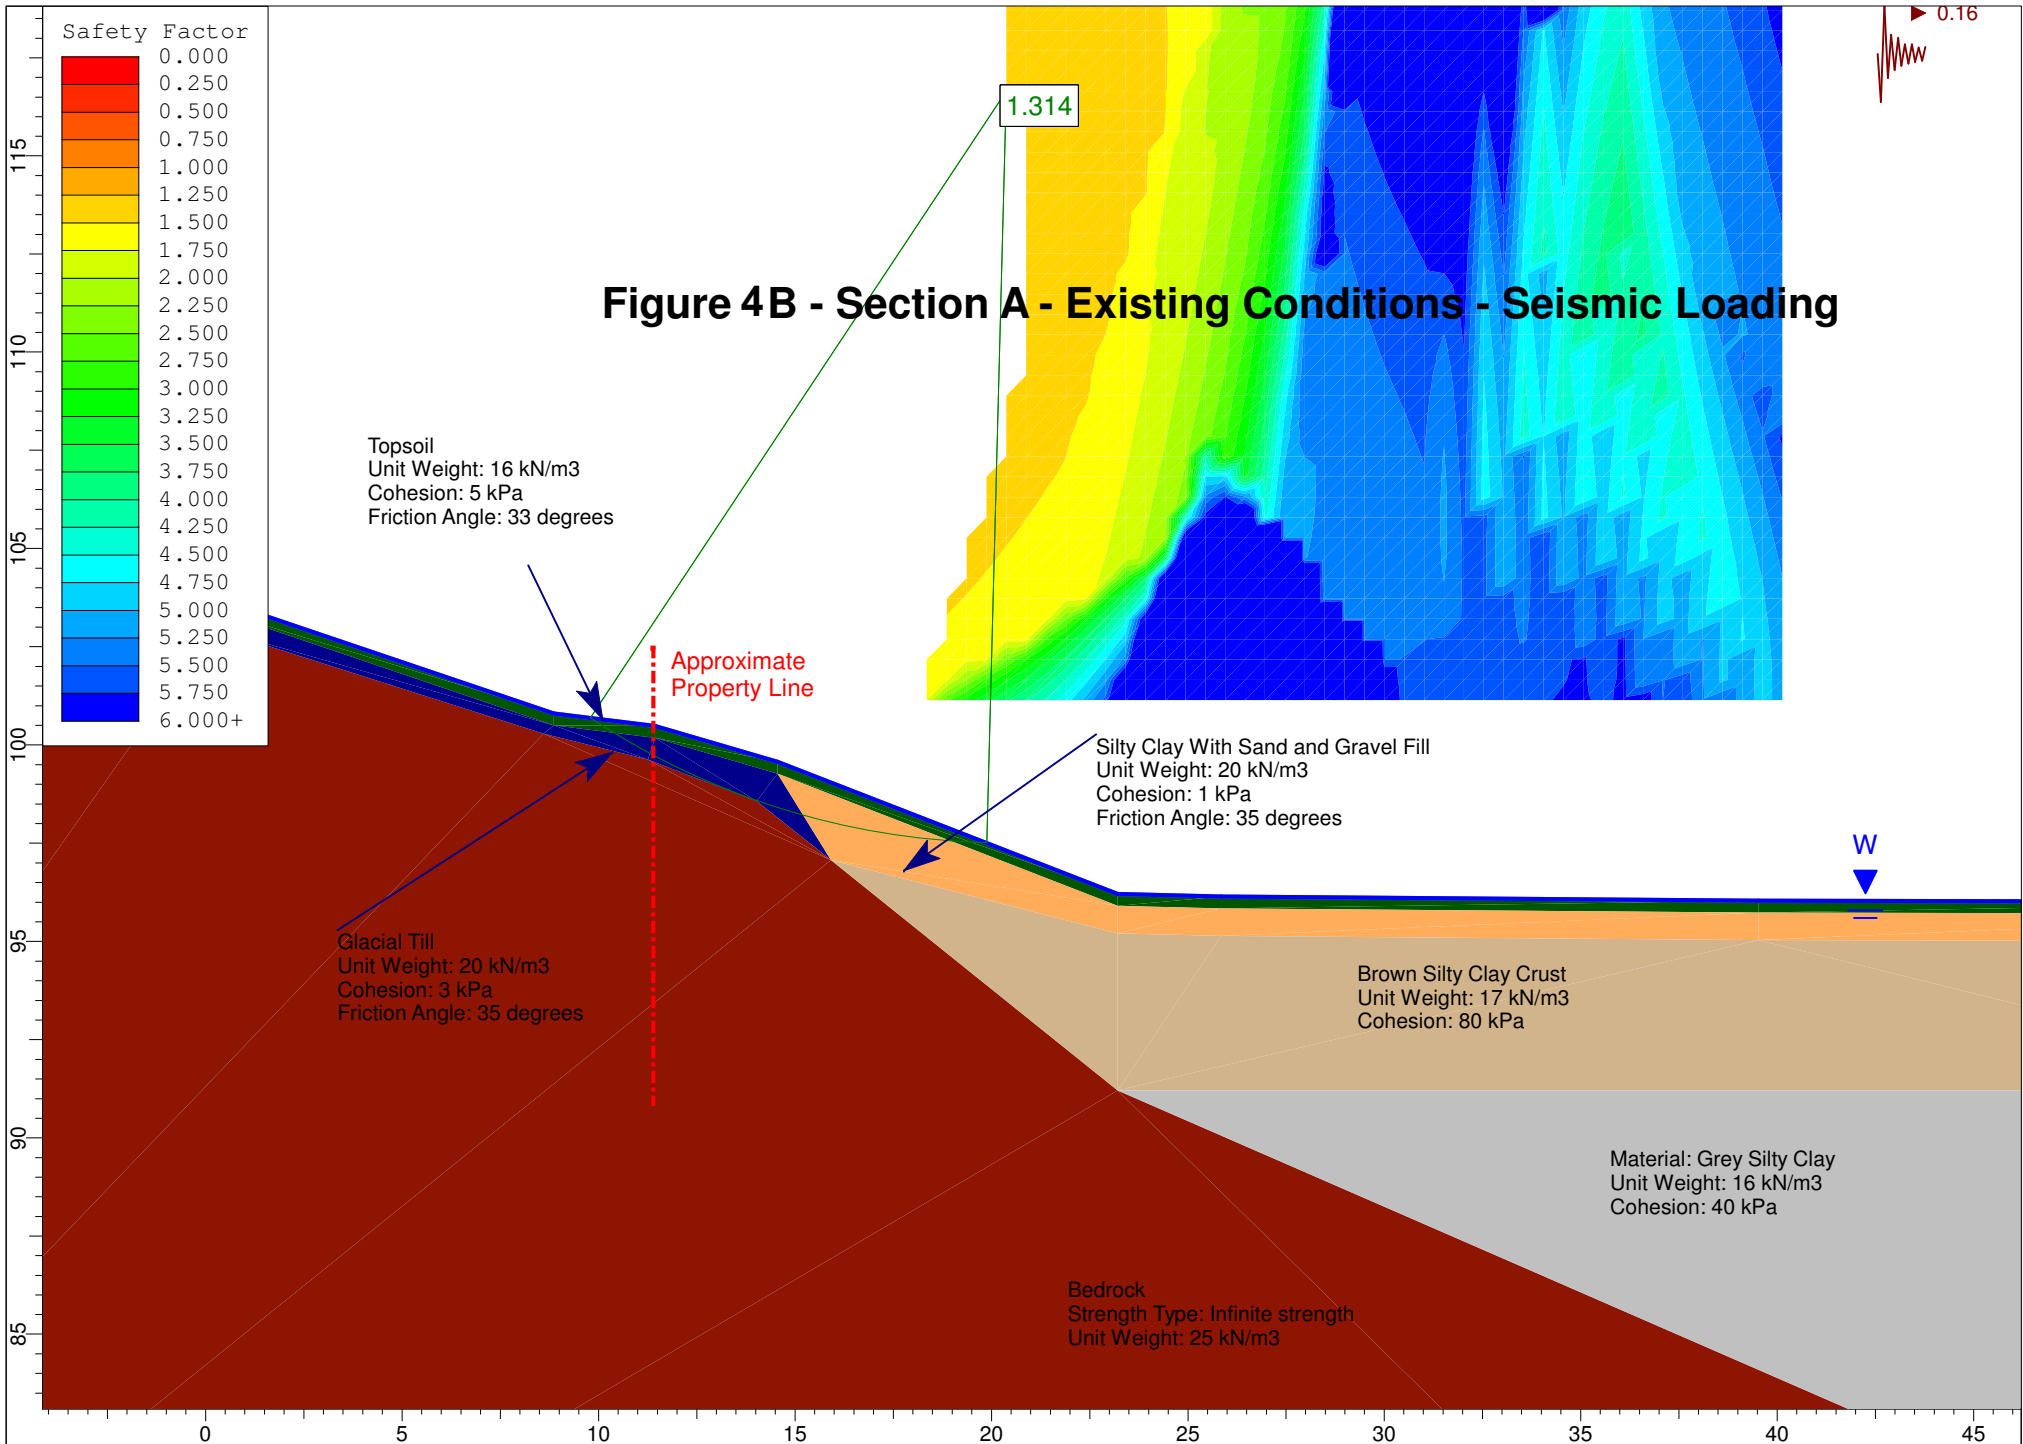 Safety Factor
0.000
0.250
0.500
0.750
1.000
1.250
1.500
1.750
2.000
2.250
2.500
2.750
3.000
3.250
3.500
3.750
4.000
4.250
4.500
4.750
5.000
5.250
5.500
5.750
6.000+
1.314
0.16
Figure 4B - Section A - Existing Conditions - Seismic Loading
Topsoil
Unit Weight: 16 kN/m3
Cohesion: 5 kPa
Friction Angle: 33 degrees
Approximate
Property Line
Silty Clay With Sand and Gravel Fill
Unit Weight: 20 kN/m3
Cohesion: 1 kPa
Friction Angle: 35 degrees
W
Glacial Till
Unit Weight: 20 kN/m3
Cohesion: 3 kPa
Friction Angle: 35 degrees
Brown Silty Clay Crust
Unit Weight: 17 kN/m3
Cohesion: 80 kPa
Material: Grey Silty Clay
Unit Weight: 16 kN/m3
Cohesion: 40 kPa
Bedrock
Strength Type: Infinite strength
Unit Weight: 25 kN/m3
115
110
105
100
95
90
85
0 5 10 15 20 25 30 35 40 45